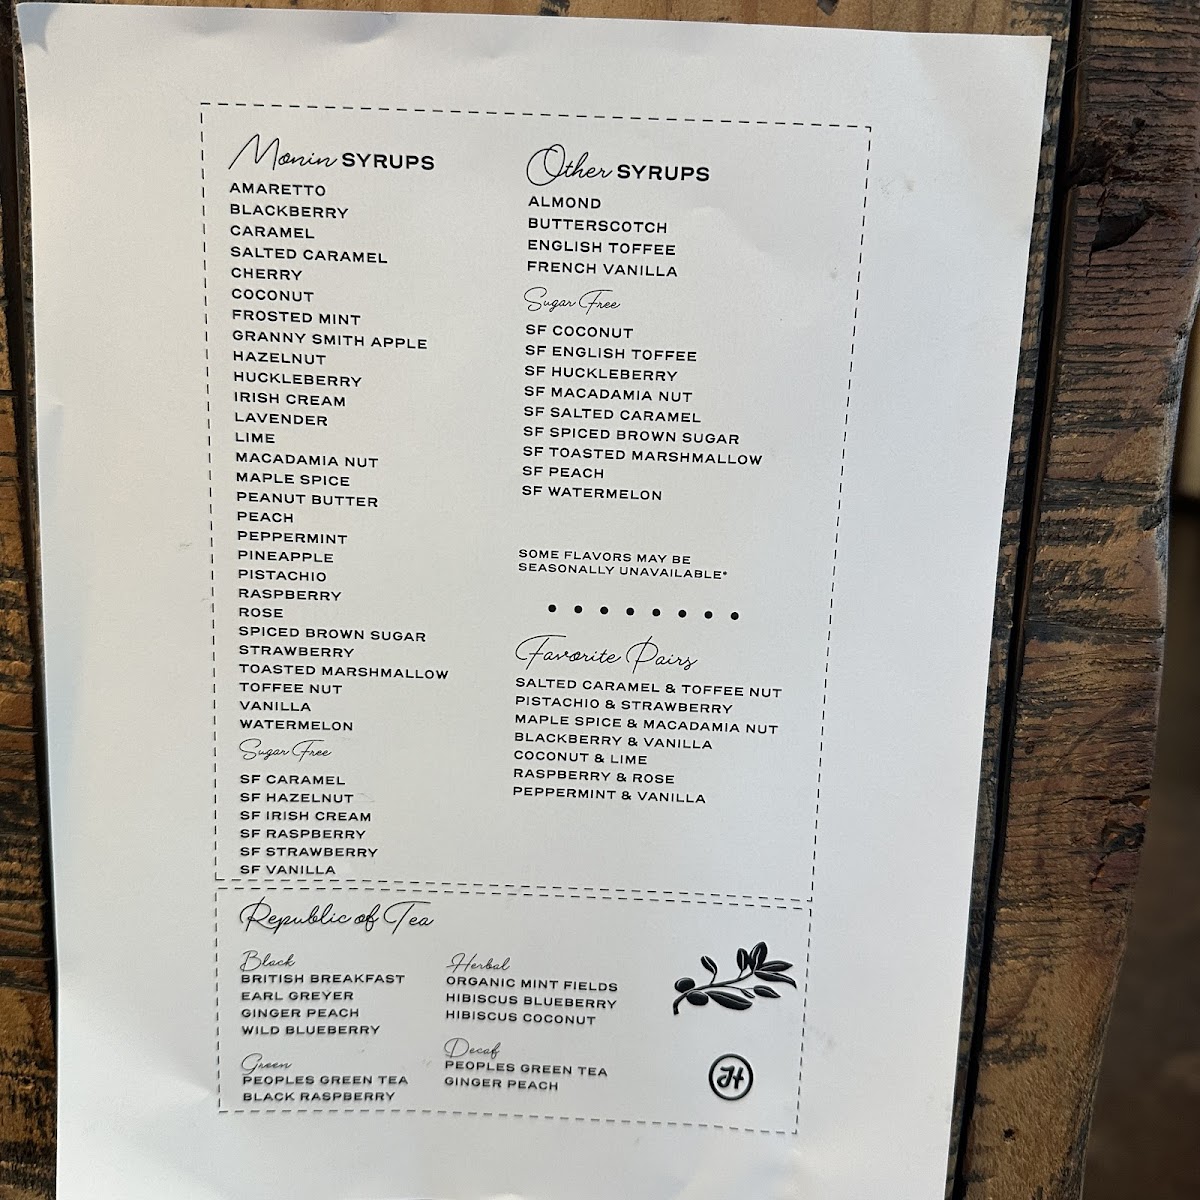 Monin SYRUPS
AMARETTO
BLACKBERRY
CARAMEL
SALTED CARAMEL
CHERRY
COCONUT
FROSTED MINT
GRANNY SMITH APPLE
HAZELNUT
HUCKLEBERRY
IRISH CREAM
LAVENDER
LIME
MACADAMIA NUT
MAPLE SPICE
PEANUT BUTTER
PEACH
PEPPERMINT
PINEAPPLE
PISTACHIO
RASPBERRY
ROSE
SPICED BROWN SUGAR
STRAWBERRY
TOASTED MARSHMALLOW
TOFFEE NUT
VANILLA
WATERMELON
Sugar Free
SF CARAMEL
SF HAZELNUT
SF IRISH CREAM
SF RASPBERRY
SF STRAWBERRY
SF VANILLA
Other SYRUPS
ALMOND
BUTTERSCOTCH
ENGLISH TOFFEE
FRENCH VANILLA
Sugar Free
SF COCONUT
SF ENGLISH TOFFEE
SF HUCKLEBERRY
SF MACADAMIA NUT
SF SALTED CARAMEL
SF SPICED BROWN SUGAR
SF TOASTED MARSHMALLOW
SF PEACH
SF WATERMELON
SOME FLAVORS MAY BE
SEASONALLY UNAVAILABLE*
Favorite Pairs
SALTED CARAMEL & TOFFEE NUT
PISTACHIO & STRAWBERRY
MAPLE SPICE & MACADAMIA NUT
BLACKBERRY & VANILLA
COCONUT & LIME
RASPBERRY & ROSE
PEPPERMINT & VANILLA
Republic of Tea
Black
BRITISH BREAKFAST
EARL GREYER
GINGER PEACH
WILD BLUEBERRY
Green
PEOPLES GREEN TEA
BLACK RASPBERRY
Herbal
ORGANIC MINT FIELDS
HIBISCUS BLUEBERRY
HIBISCUS COCONUT
Decaf
PEOPLES GREEN TEA
GINGER PEACH
JH